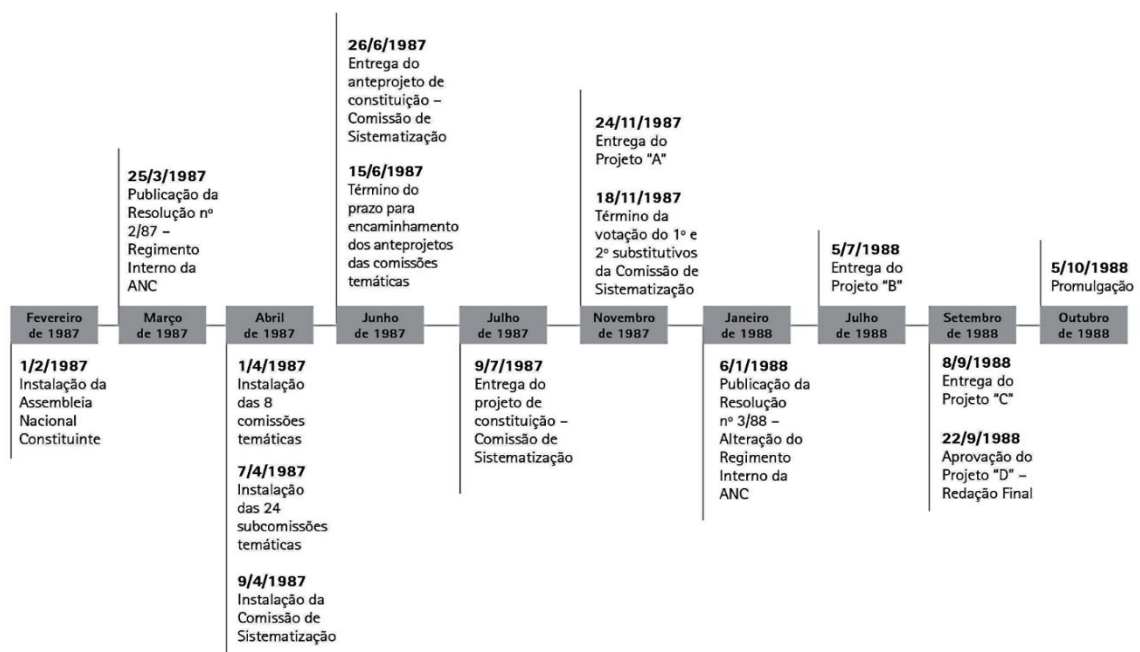 26/6/1987
Entrega do
anteprojeto de
constituição –
Comissão de
Sistematização
15/6/1987
Término do
prazo para
encaminhamento
dos anteprojetos
das comissões
temáticas
24/11/1987
Entrega do
Projeto "A"
18/11/1987
Término da
votação do 1º e
2º substitutivos
da Comissão de
Sistematização
25/3/1987
Publicação da
Resolução nº
2/87 –
Regimento
Interno da
ANC
5/7/1988
Entrega do
Projeto "B"
5/10/1988
Promulgação
Fevereiro
de 1987
Março
de 1987
Abril
de 1987
Junho
de 1987
Julho
de 1987
Novembro
de 1987
Janeiro
de 1988
Julho
de 1988
Setembro
de 1988
Outubro
de 1988
1/2/1987
Instalação da
Assembleia
Nacional
Constituinte
1/4/1987
Instalação
das 8
comissões
temáticas
7/4/1987
Instalação
das 24
subcomissões
temáticas
9/4/1987
Instalação da
Comissão de
Sistematização
9/7/1987
Entrega do
projeto de
constituição –
Comissão de
Sistematização
6/1/1988
Publicação da
Resolução
nº 3/88 –
Alteração do
Regimento
Interno da
ANC
8/9/1988
Entrega do
Projeto "C"
22/9/1988
Aprovação do
Projeto "D" –
Redação Final